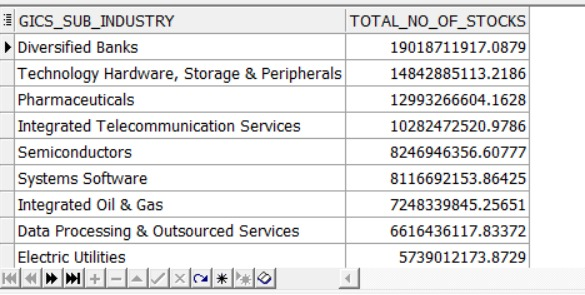 GICS_SUB_INDUSTRY TOTAL_NO_OF_STOCKS
Diversified Banks 19018711917.0879
Technology Hardware, Storage & Peripherals 14842885113.2186
Pharmaceuticals 12993266604.1628
Integrated Telecommunication Services 10282472520.9786
Semiconductors 8246946356.60777
Systems Software 8116692153.86425
Integrated Oil & Gas 7248339845.25651
Data Processing & Outsourced Services 6616436117.83372
Electric Utilities 5739012173.8729